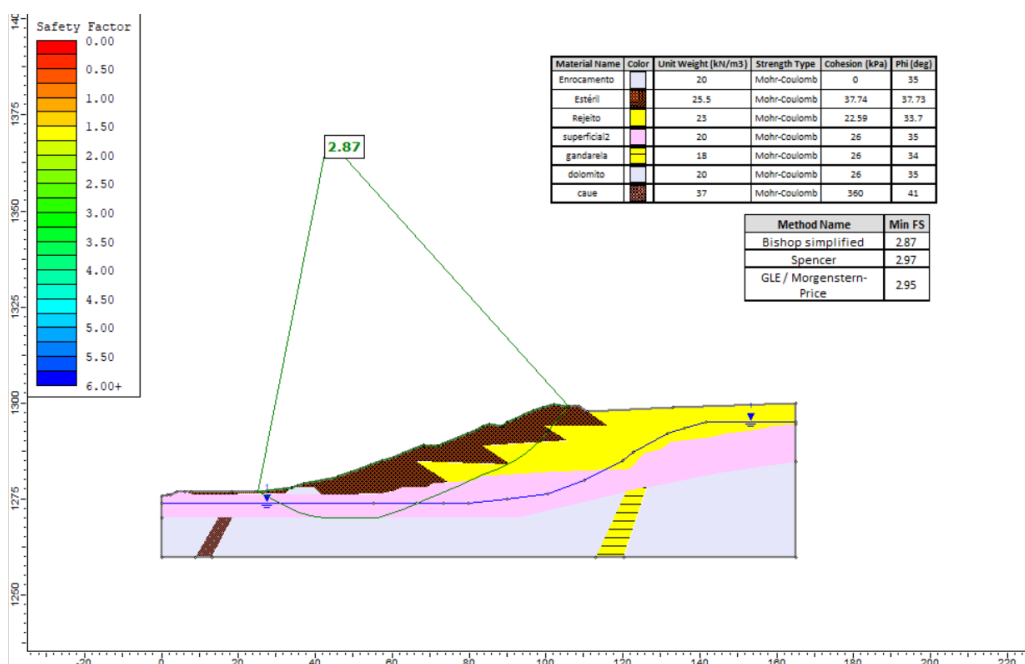 Safety Factor
0.00
0.50
1.00
1.50
2.00
2.50
3.00
3.50
4.00
4.50
5.00
5.50
6.00+
2.87
Material Name Color Unit Weight (kN/m3) Strength Type Cohesion (kPa) Phi (deg)
Enrocamento 20 Mohr-Coulomb 0 35
Estéril 25.5 Mohr-Coulomb 37.74 37.73
Rejeito 23 Mohr-Coulomb 22.59 33.7
superficial2 20 Mohr-Coulomb 26 35
gandarela 18 Mohr-Coulomb 26 34
dolomito 20 Mohr-Coulomb 26 35
caue 37 Mohr-Coulomb 360 41
Method Name Min FS
Bishop simplified 2.87
Spencer 2.97
GLE / Morgenstern-
Price 2.95
1375
1350
1325
1300
1275
1250
-20 0 20 40 60 80 100 120 140 160 180 200 220